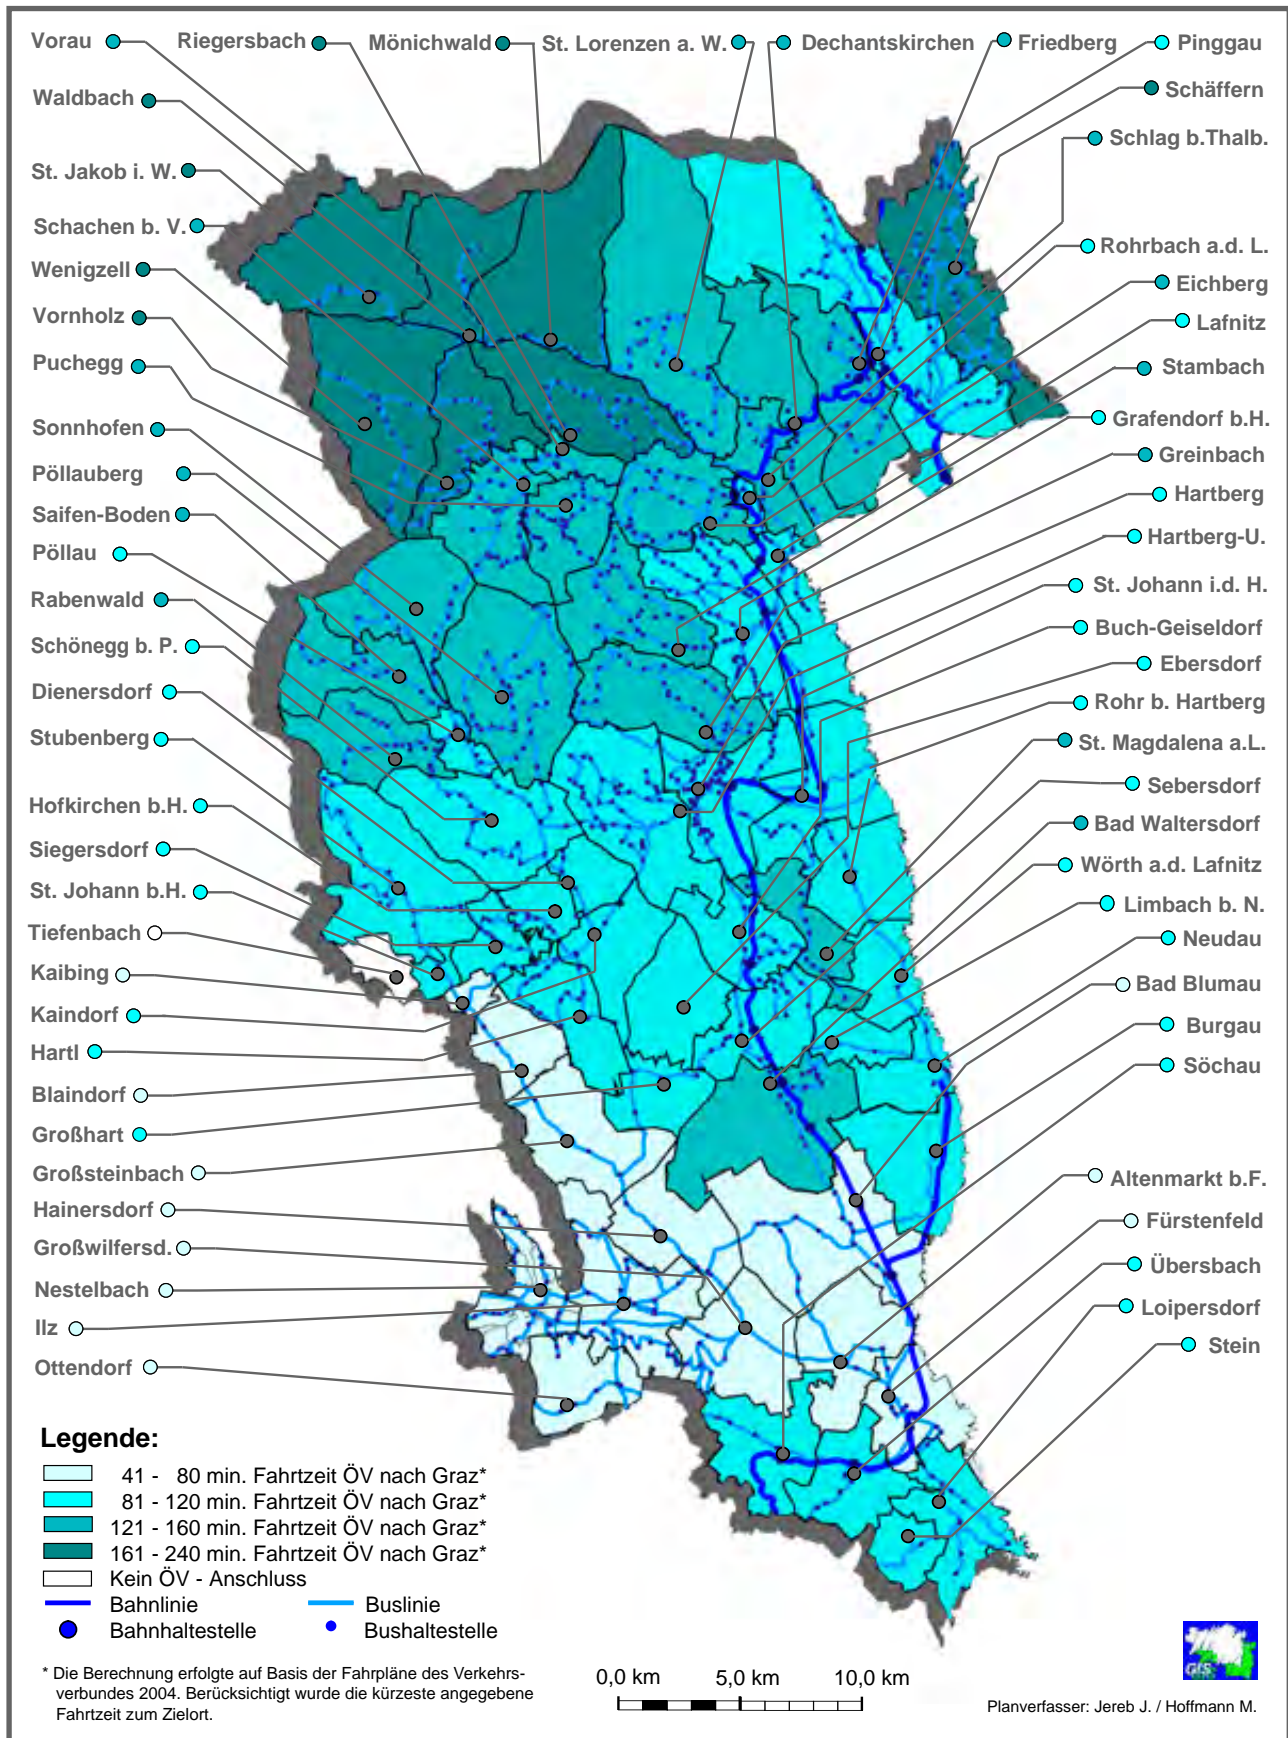 Vorau
Riegersbach
Mönichwald
St. Lorenzen a. W.
Dechantskirchen
Friedberg
Pinggau
Waldbach
Schäffern
St. Jakob i. W.
Schlag b.Thalb.
Schachen b. V.
Rohrbach a.d. L.
Wenigzell
Eichberg
Vornholz
Lafnitz
Puchegg
Stambach
Sonnhofen
Grafendorf b.H.
Pöllauberg
Greinbach
Saifen-Boden
Hartberg
Pöllau
Hartberg-U.
Rabenwald
St. Johann i.d. H.
Schönegg b. P.
Buch-Geiseldorf
Dienersdorf
Ebersdorf
Stubenberg
Rohr b. Hartberg
Hofkirchen b.H.
St. Magdalena a.L.
Siegersdorf
Sebersdorf
St. Johann b.H.
Bad Waltersdorf
Tiefenbach
Wörth a.d. Lafnitz
Kaibing
Limbach b. N.
Kaindorf
Neudau
Hartl
Bad Blumau
Blaindorf
Burgau
Großhart
Söchau
Großsteinbach
Altenmarkt b.F.
Hainersdorf
Fürstenfeld
Großwilfersd.
Übersbach
Nestelbach
Loipersdorf
Ilz
Stein
Ottendorf
Legende:
41 - 80 min. Fahrtzeit ÖV nach Graz*
81 - 120 min. Fahrtzeit ÖV nach Graz*
121 - 160 min. Fahrtzeit ÖV nach Graz*
161 - 240 min. Fahrtzeit ÖV nach Graz*
Kein ÖV - Anschluss
Bahnlinie
Buslinie
Bahnhaltestelle
Bushaltestelle
* Die Berechnung erfolgte auf Basis der Fahrpläne des Verkehrs-
verbundes 2004. Berücksichtigt wurde die kürzeste angegebene
Fahrtzeit zum Zielort.
0,0 km 5,0 km 10,0 km
GIS
Planverfasser: Jereb J. / Hoffmann M.